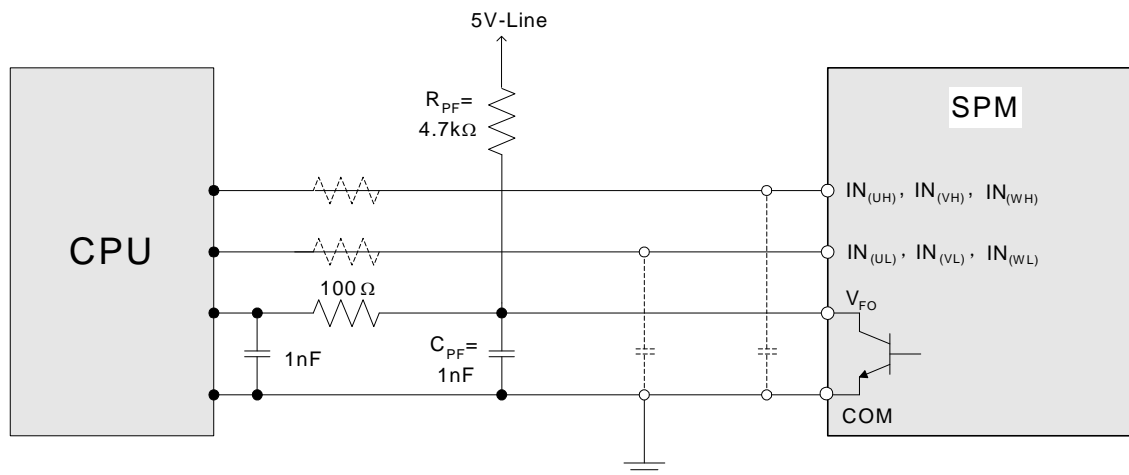 5V-Line
R_PF=
4.7kΩ
SPM
IN(UH), IN(VH), IN(WH)
CPU
IN(UL), IN(VL), IN(WL)
100 Ω
V_FO
C_PF=
1nF
1nF
COM